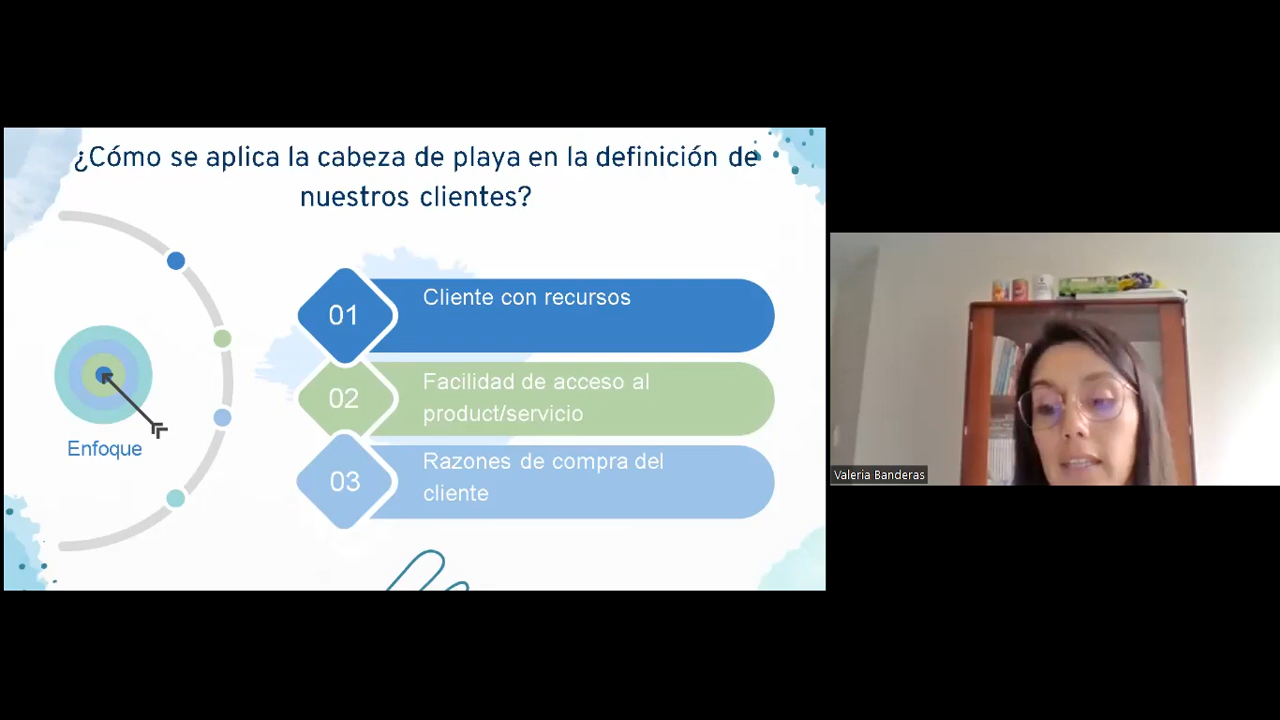 ¿Cómo se aplica la cabeza de playa en la definición de
nuestros clientes?
01
Cliente con recursos
02
Facilidad de acceso al
product/servicio
03
Razones de compra del
cliente
Enfoque
Valeria Banderas